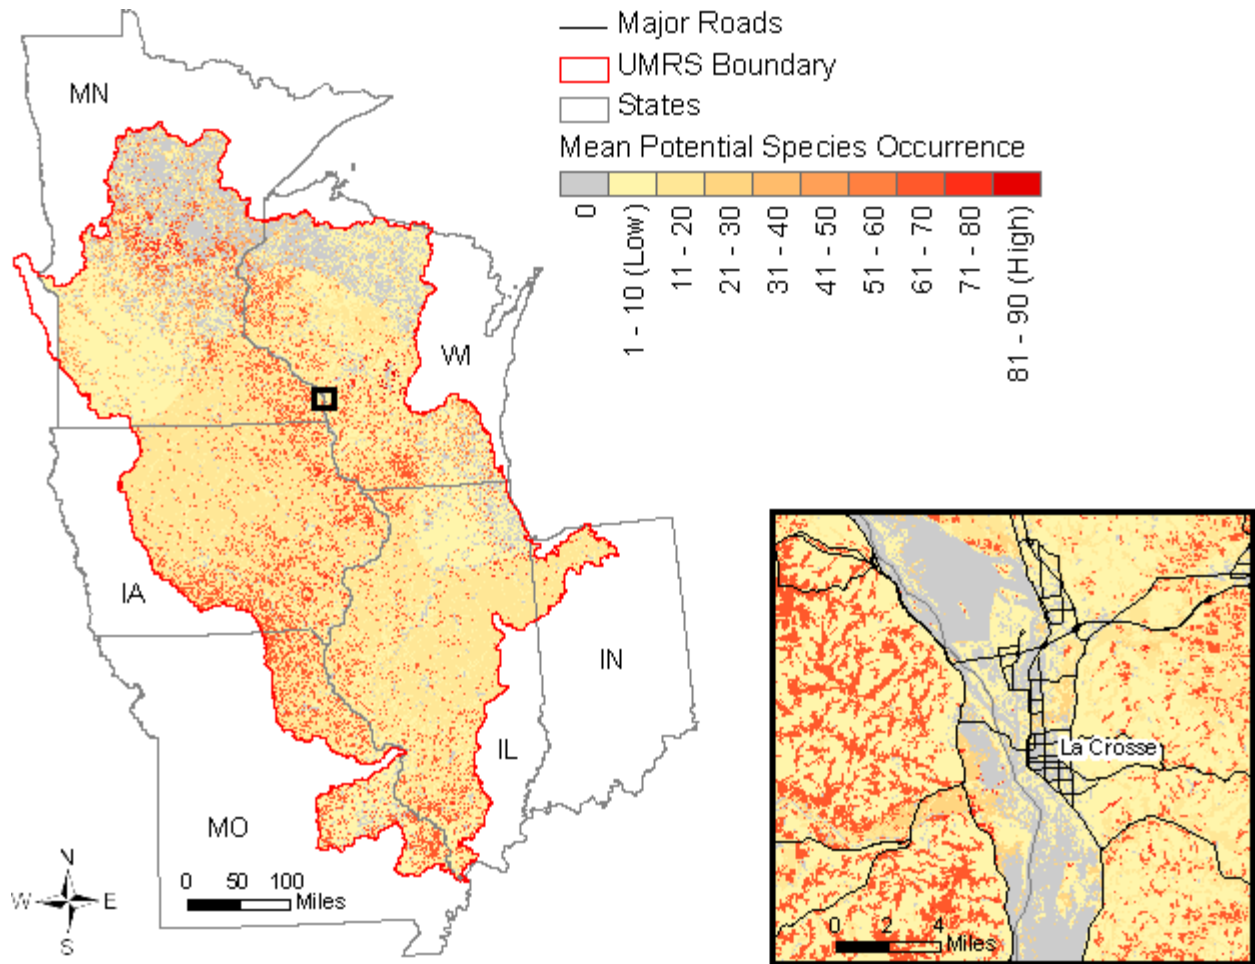 Major Roads
UMRS Boundary
States
Mean Potential Species Occurrence
0
1 - 10 (Low)
11 - 20
21 - 30
31 - 40
41 - 50
51 - 60
61 - 70
71 - 80
81 - 90 (High)
MN
WI
IA
IN
IL
MO
N
W E
S
0 50 100
Miles
La Crosse
0 2 4
Miles